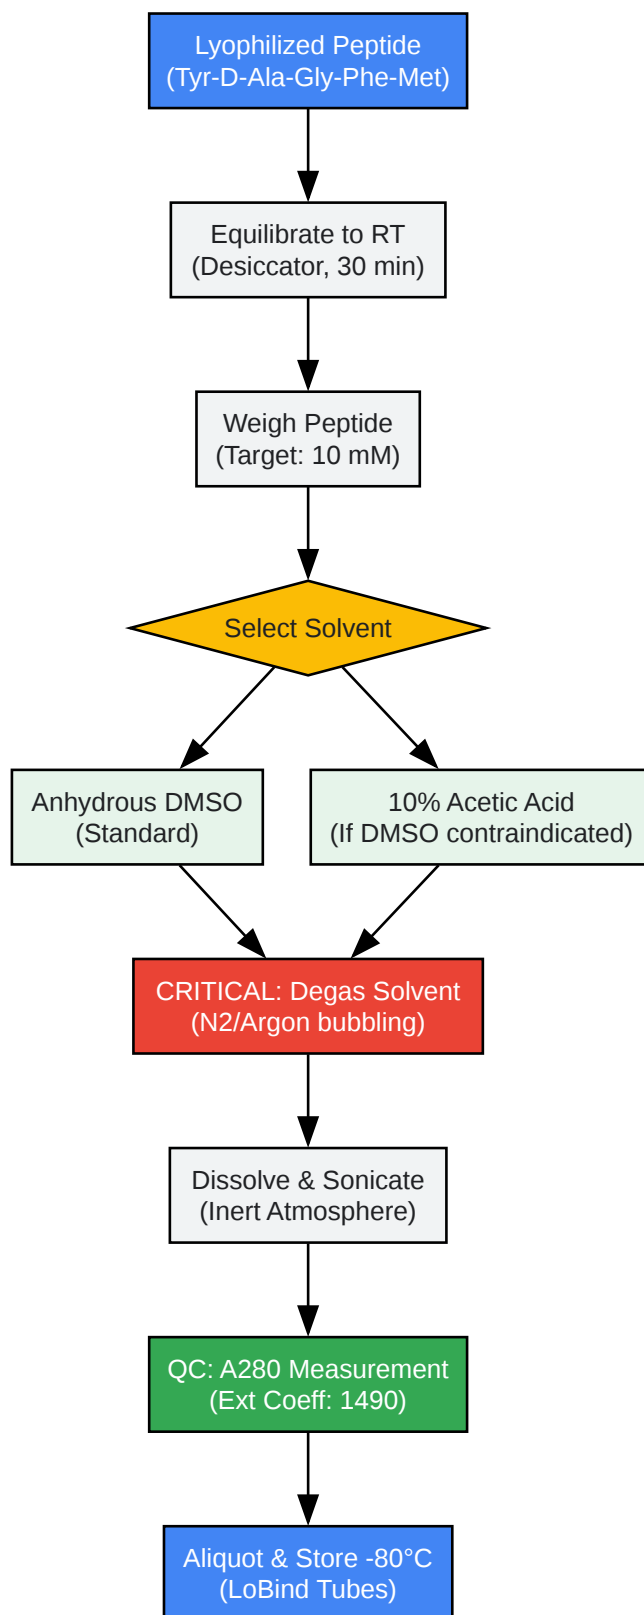 Lyophilized Peptide
(Tyr-D-Ala-Gly-Phe-Met)
Equilibrate to RT
(Desiccator, 30 min)
Weigh Peptide
(Target: 10 mM)
Select Solvent
Anhydrous DMSO
(Standard)
10% Acetic Acid
(If DMSO contraindicated)
CRITICAL: Degas Solvent
(N2/Argon bubbling)
Dissolve & Sonicate
(Inert Atmosphere)
QC: A280 Measurement
(Ext Coeff: 1490)
Aliquot & Store -80°C
(LoBind Tubes)